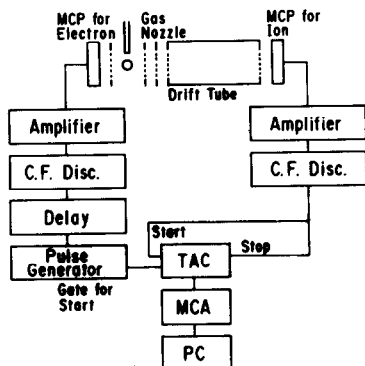 MCP for
Electron
Gas
Nozzle
MCP for
Ion
Drift Tube
Amplifier
Amplifier
C.F. Disc.
C.F. Disc.
Delay
Start
Stop
Pulse
Generator
TAC
Gate for
Start
MCA
PC